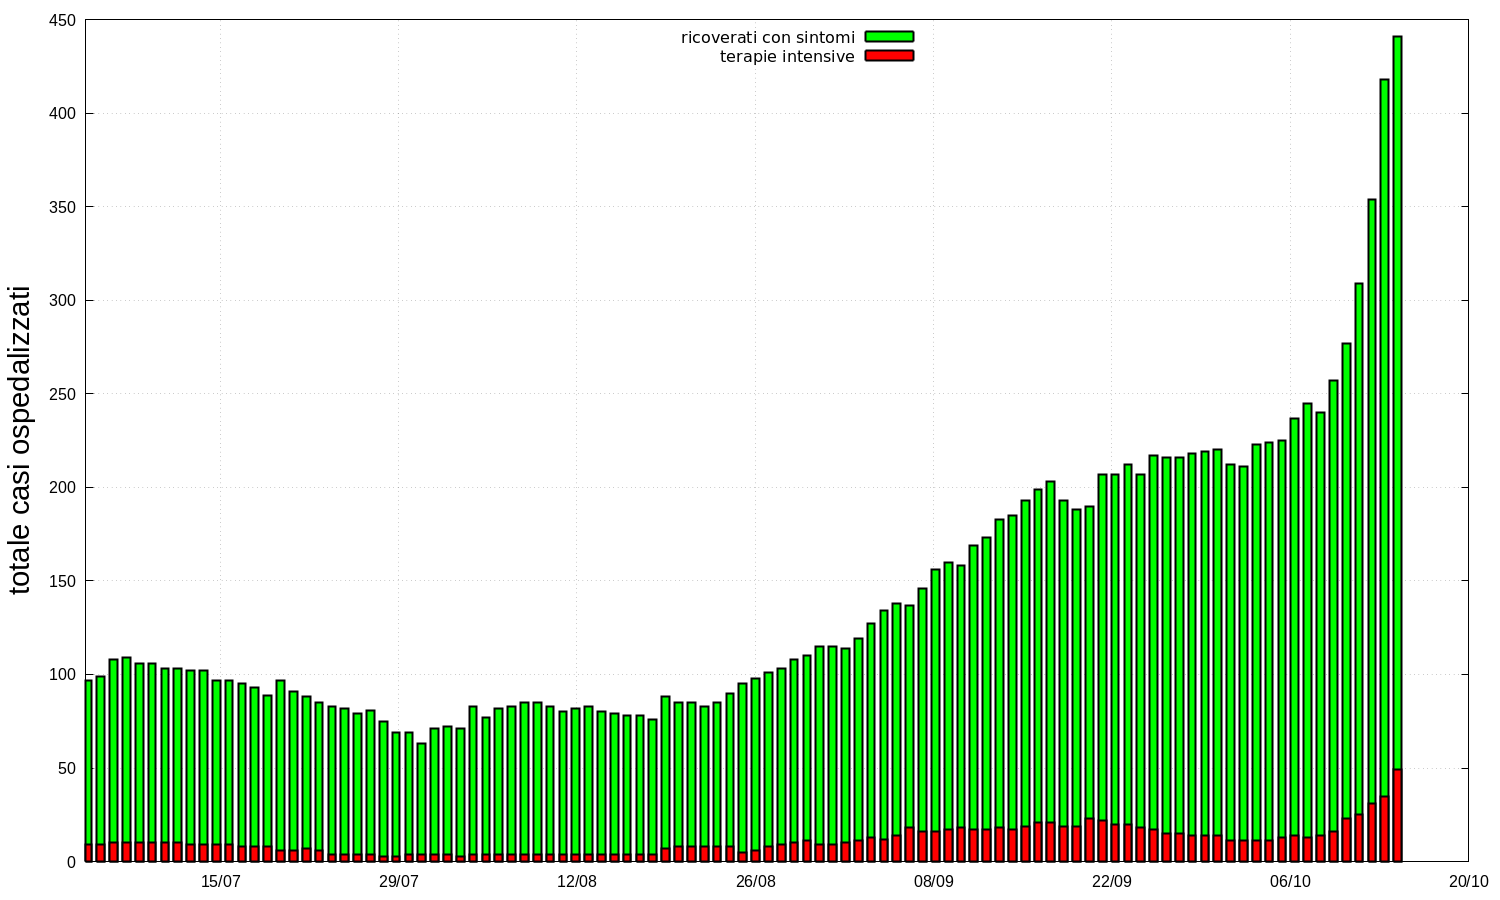 ricoverati con sintomi
terapie intensive
totale casi ospedalizzati
450
400
350
300
250
200
150
100
50
0
15/07 29/07 12/08 26/08 08/09 22/09 06/10 20/10